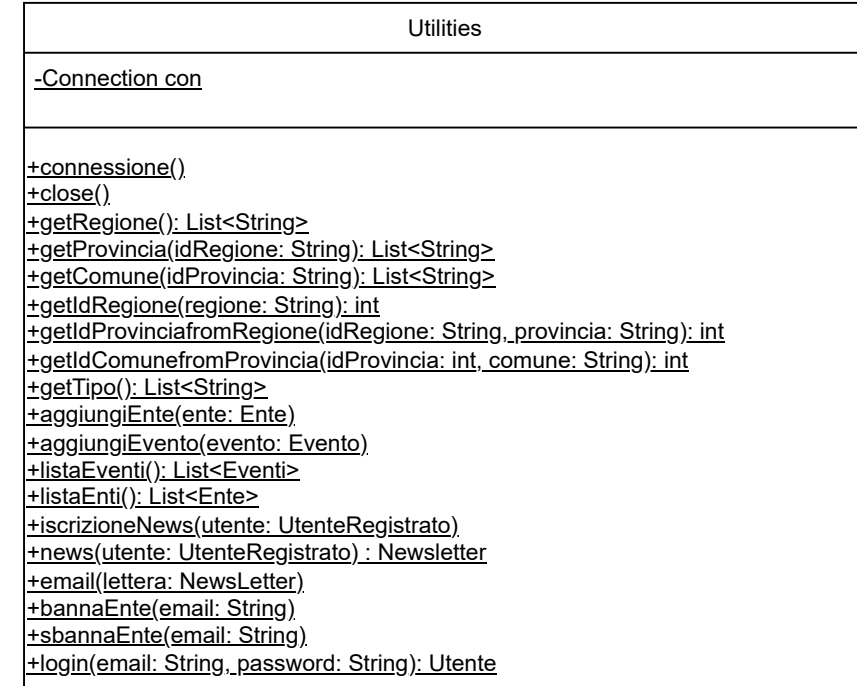 Utilities
-Connection con
+connessione()
+close()
+getRegione(): List<String>
+getProvincia(idRegione: String): List<String>
+getComune(idProvincia: String): List<String>
+getIdRegione(regione: String): int
+getIdProvinciafromRegione(idRegione: String, provincia: String): int
+getIdComunefromProvincia(idProvincia: int, comune: String): int
+getTipo(): List<String>
+aggiungiEnte(ente: Ente)
+aggiungiEvento(evento: Evento)
+listaEventi(): List<Eventi>
+listaEnti(): List<Ente>
+iscrizioneNews(utente: UtenteRegistrato)
+news(utente: UtenteRegistrato) : Newsletter
+email(lettera: NewsLetter)
+bannaEnte(email: String)
+sbannaEnte(email: String)
+login(email: String, password: String): Utente